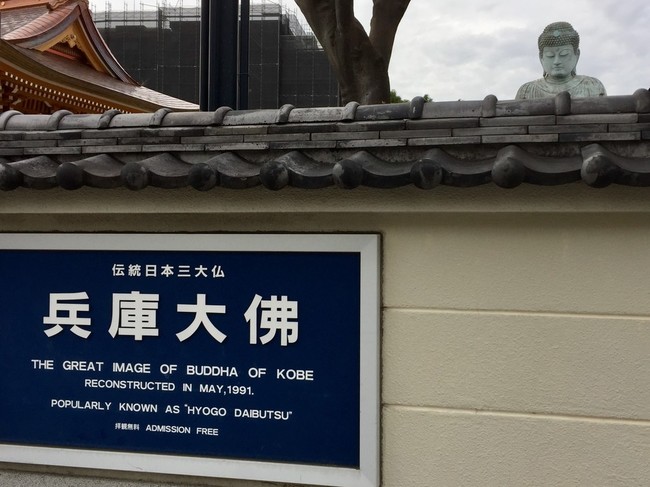 伝統日本三大仏
兵庫大佛
THE GREAT IMAGE OF BUDDHA OF KOBE
RECONSTRUCTED IN MAY,1991.
POPULARLY KNOWN AS "HYOGO DAIBUTSU"
拝観無料 ADMISSION FREE